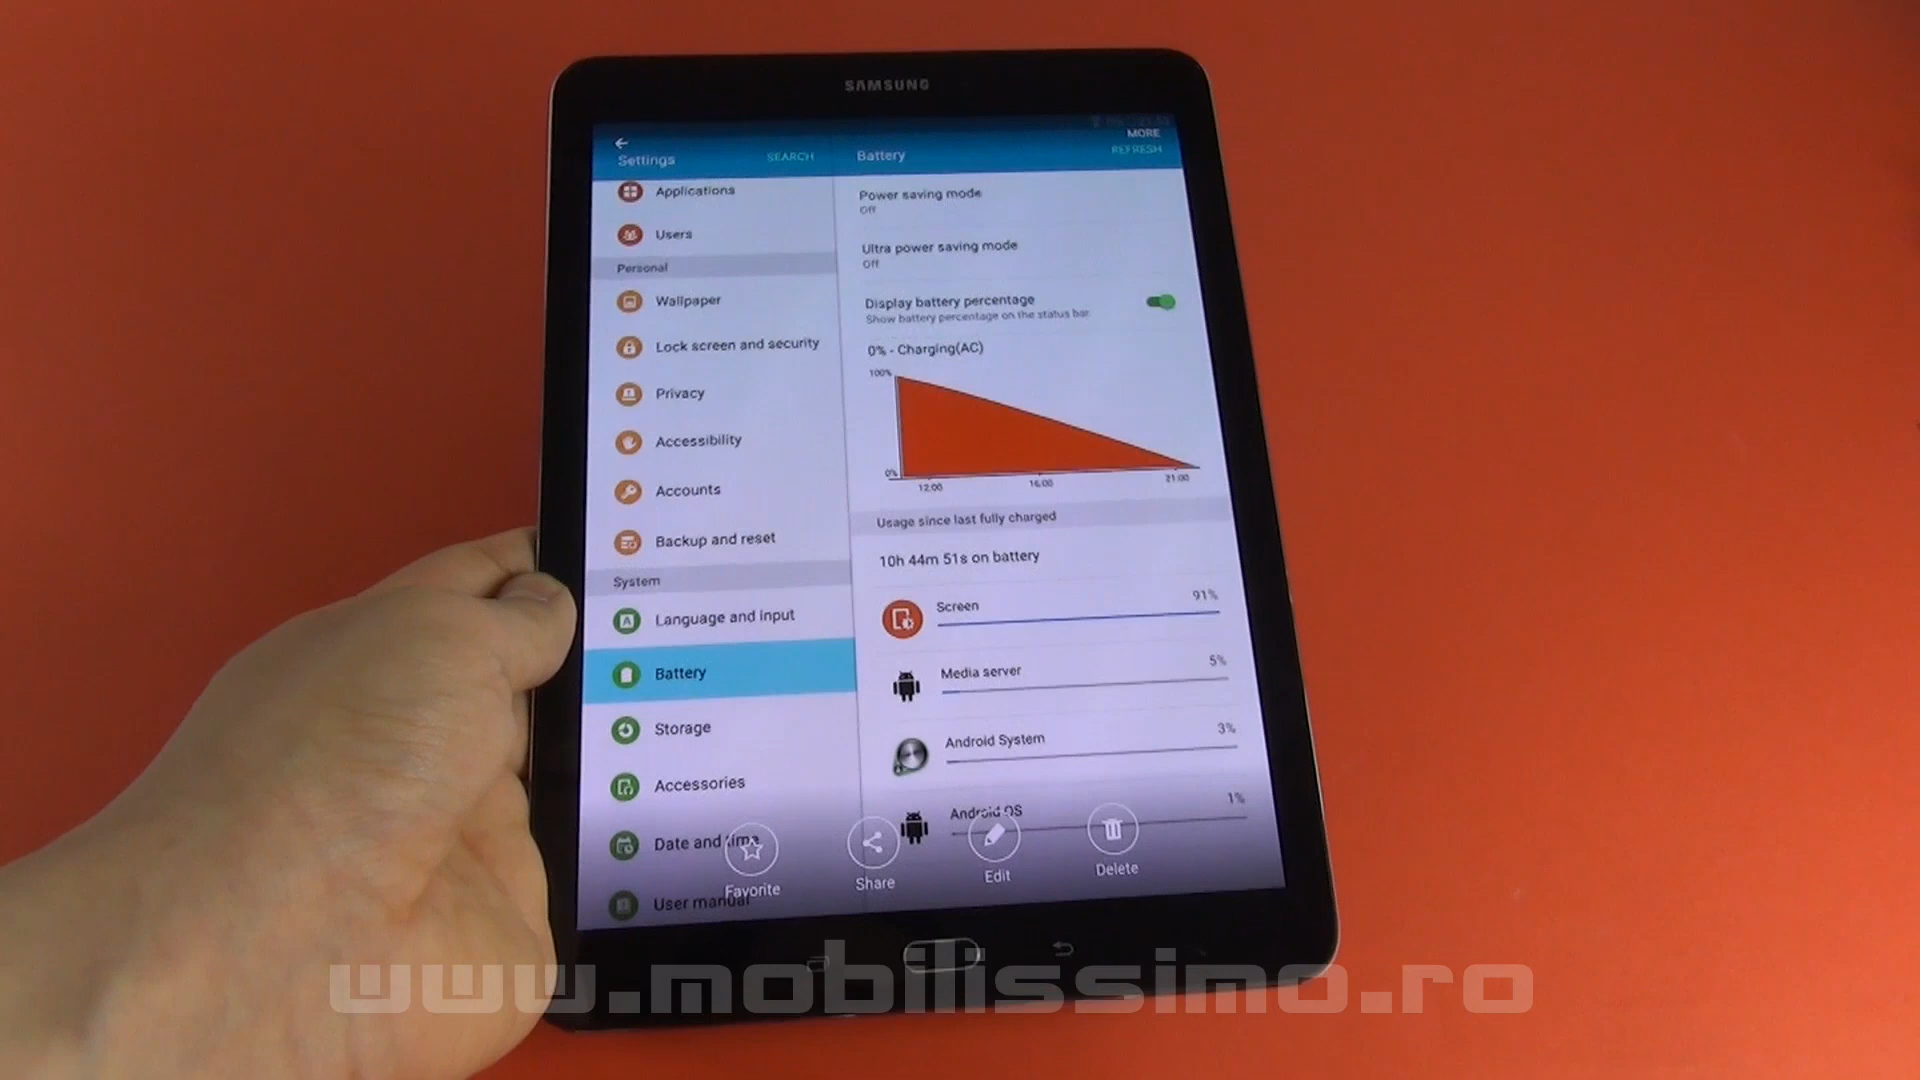 SAMSUNG
MORE
Settings
SEARCH
Battery
REFRESH
Applications
Users
Personal
Wallpaper
Lock screen and security
Privacy
Accessibility
Accounts
Backup and reset
System
Language and input
Battery
Storage
Accessories
Date and time
User manual
Power saving mode
Off
Ultra power saving mode
Off
Display battery percentage
Show battery percentage on the status bar.
0% - Charging(AC)
100%
0%
12:00 16:00 21:00
Usage since last fully charged
10h 44m 51s on battery
Screen 91%
Media server 5%
Android System 3%
Android OS 1%
Favorite Share Edit Delete
www.mobilissimo.ro